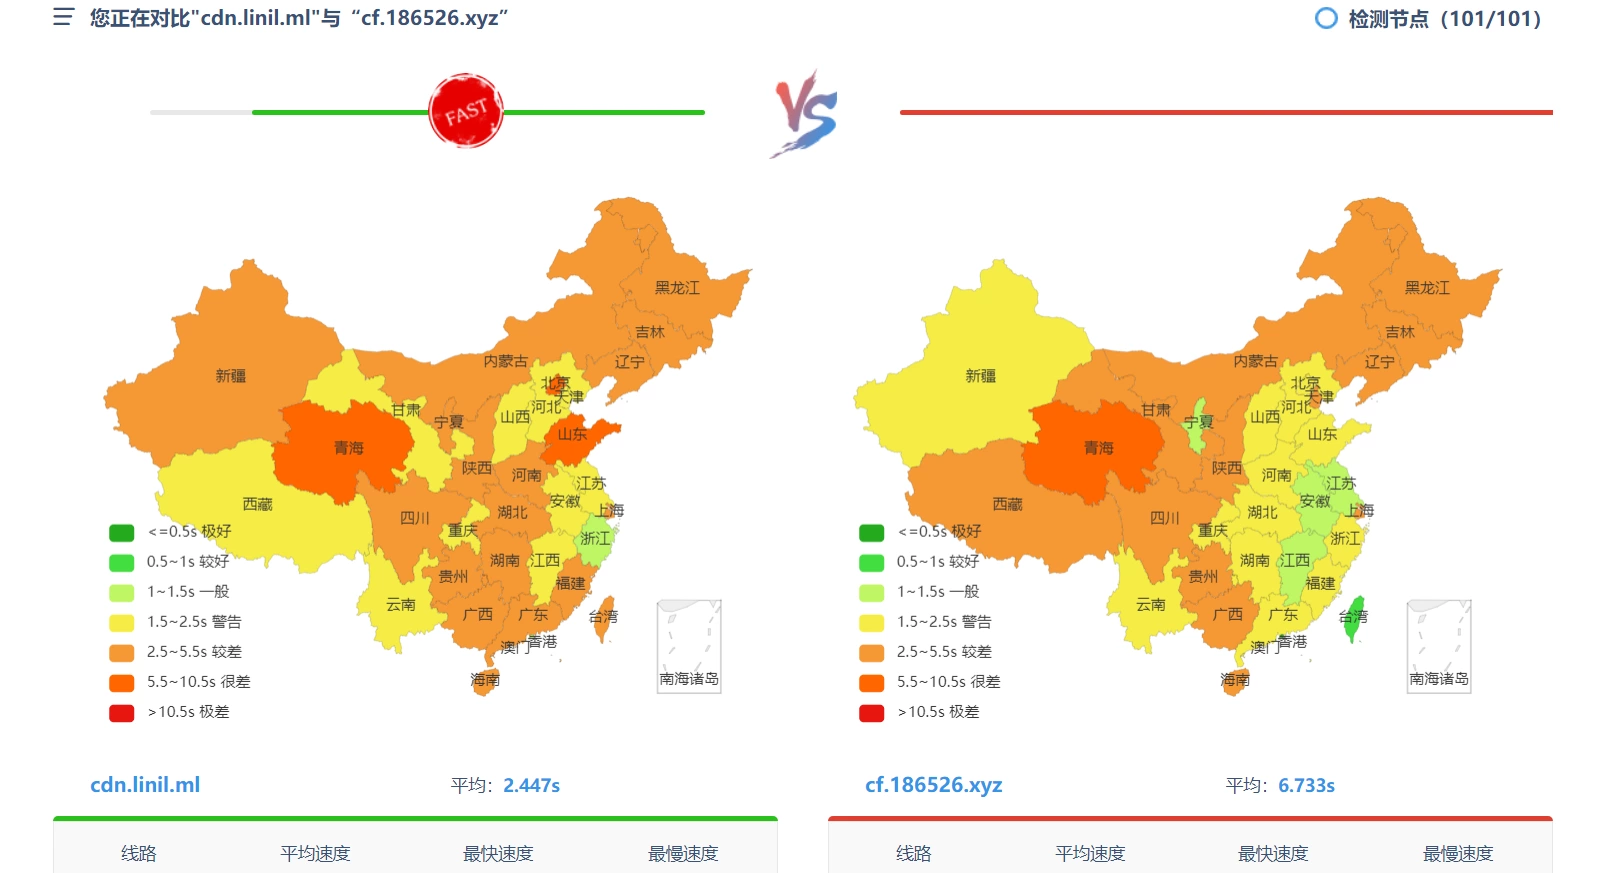 您正在对比"cdn.linil.ml"与“cf.186526.xyz”
检测节点（101/101）
FAST
VS
黑龙江
吉林
辽宁
内蒙古
新疆
北京
天津
河北
山西
甘肃
宁夏
山东
青海
陕西
河南
江苏
安徽
上海
西藏
四川
湖北
重庆
浙江
湖南
江西
贵州
福建
云南
广西
广东
台湾
澳门
香港
海南
南海诸岛
<=0.5s 极好
0.5~1s 较好
1~1.5s 一般
1.5~2.5s 警告
2.5~5.5s 较差
5.5~10.5s 很差
>10.5s 极差
黑龙江
吉林
辽宁
内蒙古
新疆
北京
天津
河北
山西
甘肃
宁夏
山东
青海
陕西
河南
江苏
安徽
上海
西藏
四川
湖北
重庆
浙江
湖南
江西
贵州
福建
云南
广西
广东
台湾
澳门
香港
海南
南海诸岛
<=0.5s 极好
0.5~1s 较好
1~1.5s 一般
1.5~2.5s 警告
2.5~5.5s 较差
5.5~10.5s 很差
>10.5s 极差
cdn.linil.ml 平均：2.447s
cf.186526.xyz 平均：6.733s
线路 平均速度 最快速度 最慢速度
线路 平均速度 最快速度 最慢速度